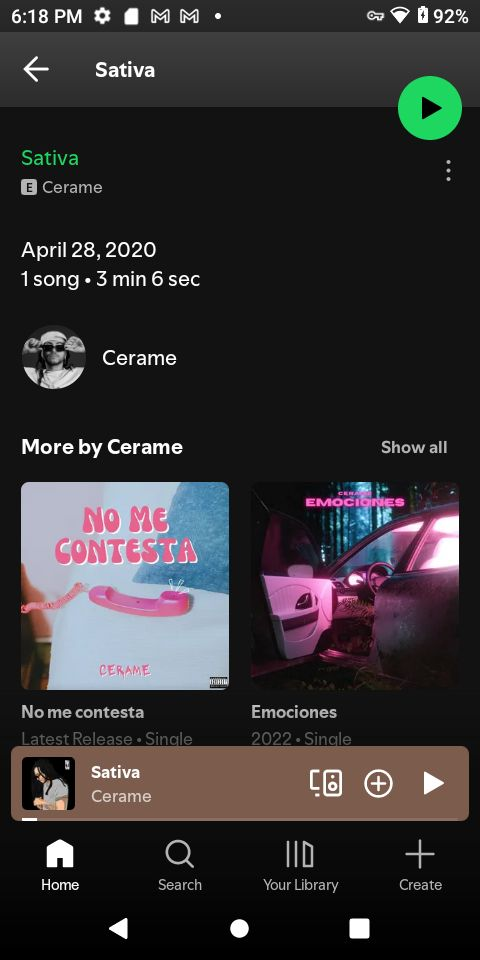 6:18 PM
92%
Sativa
Sativa
E Cerame
April 28, 2020
1 song • 3 min 6 sec
Cerame
More by Cerame
Show all
NO ME
CONTESTA
CERAME
EMOCIONES
No me contesta
Latest Release • Single
Emociones
2022 • Single
Sativa
Cerame
Home
Search
Your Library
Create